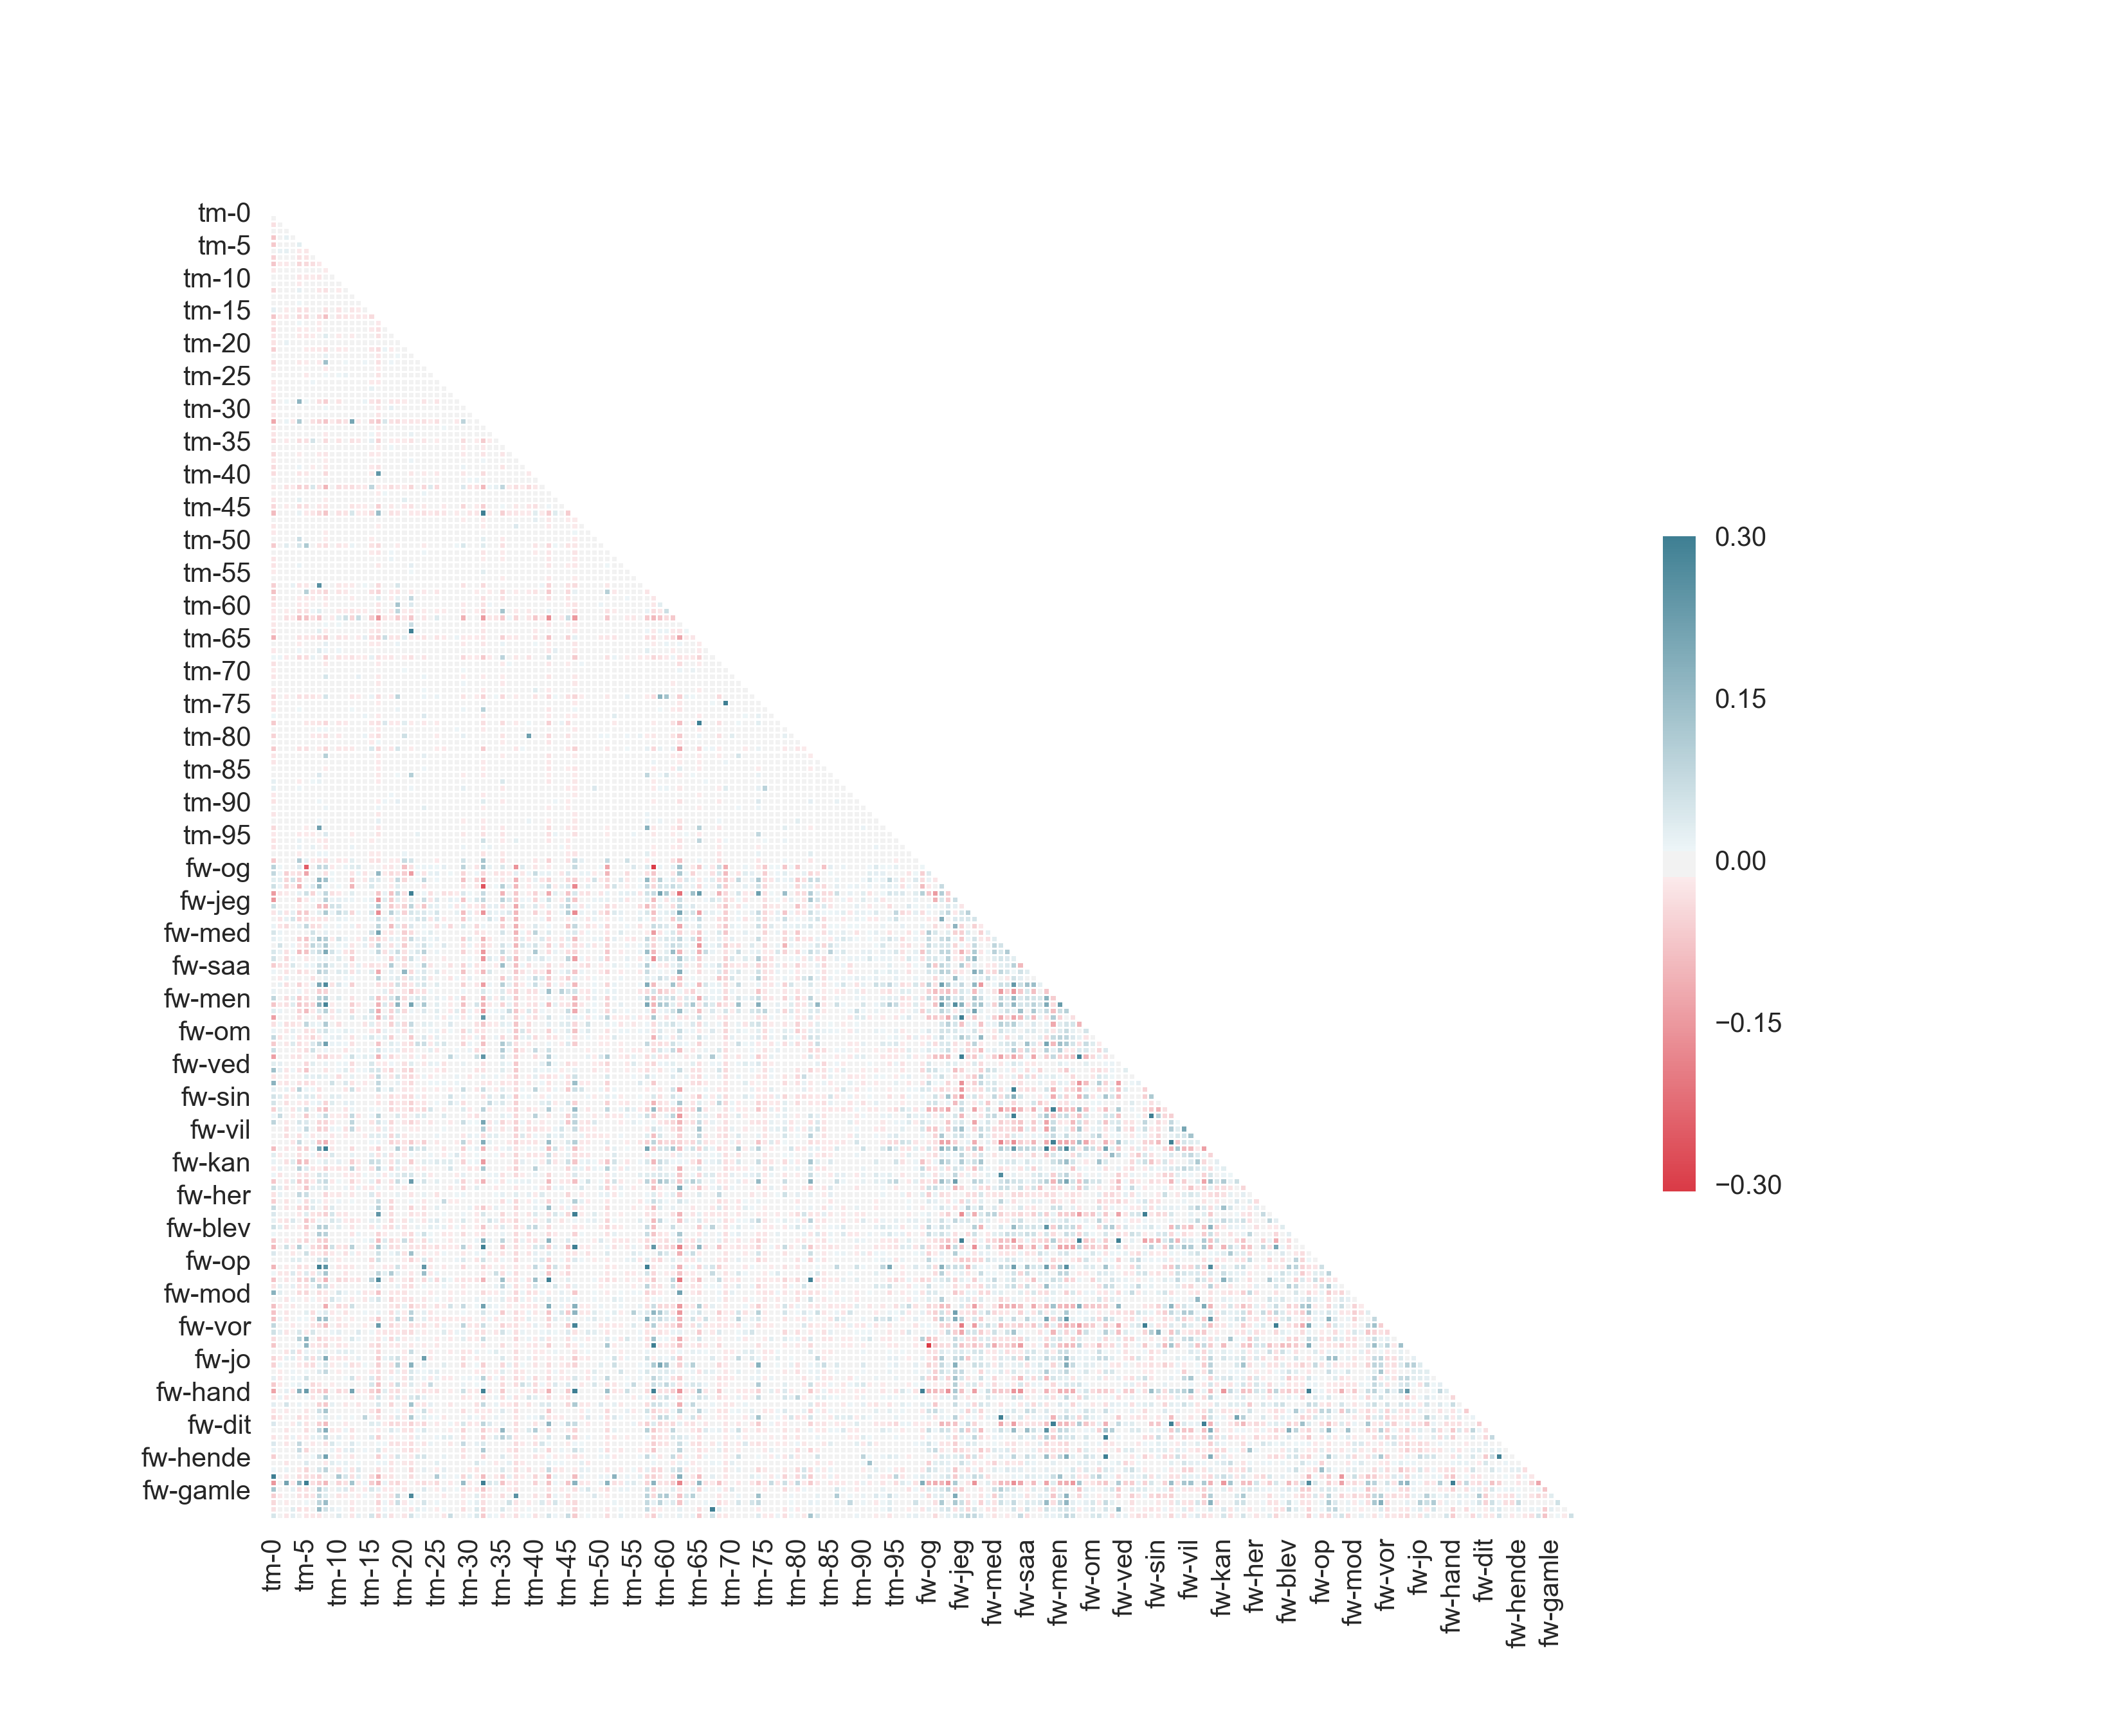 tm-0
tm-5
tm-10
tm-15
tm-20
tm-25
tm-30
tm-35
tm-40
tm-45
tm-50
tm-55
tm-60
tm-65
tm-70
tm-75
tm-80
tm-85
tm-90
tm-95
fw-og
fw-jeg
fw-med
fw-saa
fw-men
fw-om
fw-ved
fw-sin
fw-vil
fw-kan
fw-her
fw-blev
fw-op
fw-mod
fw-vor
fw-jo
fw-hand
fw-dit
fw-hende
fw-gamle
tm-0
tm-5
tm-10
tm-15
tm-20
tm-25
tm-30
tm-35
tm-40
tm-45
tm-50
tm-55
tm-60
tm-65
tm-70
tm-75
tm-80
tm-85
tm-90
tm-95
fw-og
fw-jeg
fw-med
fw-saa
fw-men
fw-om
fw-ved
fw-sin
fw-vil
fw-kan
fw-her
fw-blev
fw-op
fw-mod
fw-vor
fw-jo
fw-hand
fw-dit
fw-hende
fw-gamle
0.30
0.15
0.00
−0.15
−0.30